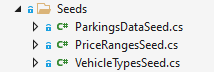 Seeds
C# ParkingsDataSeed.cs
C# PriceRangesSeed.cs
C# VehicleTypesSeed.cs